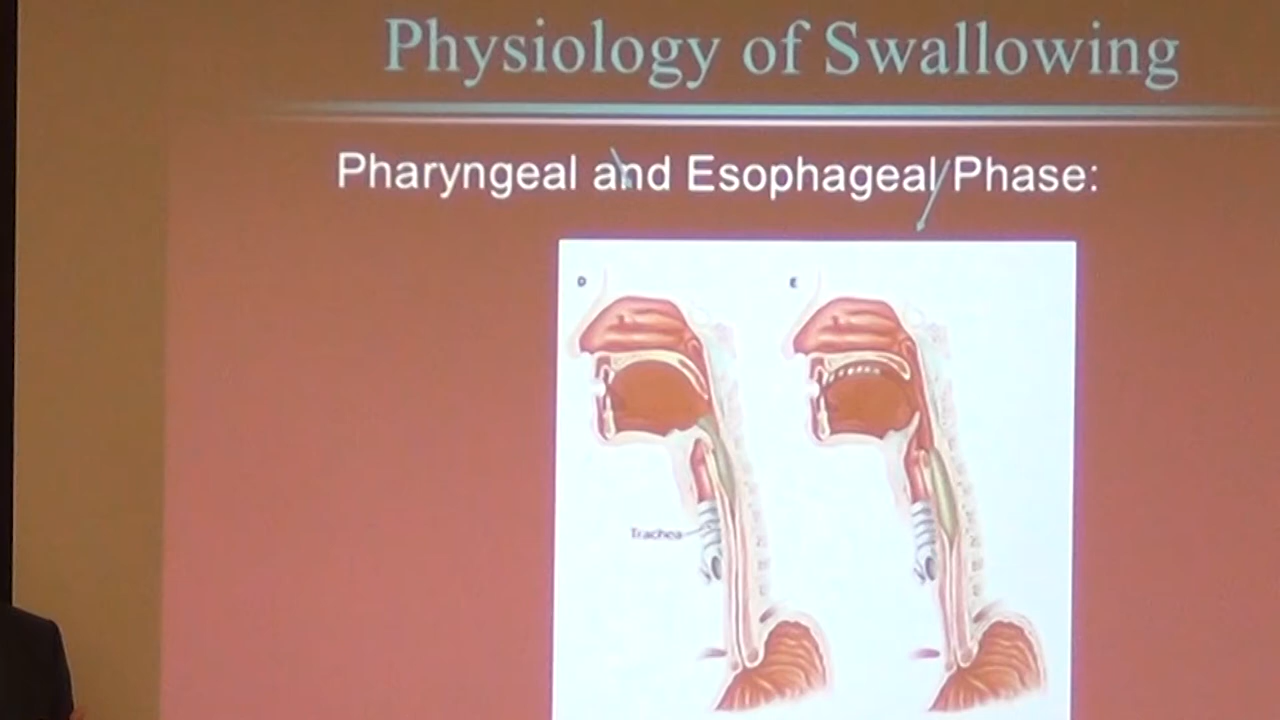 Physiology of Swallowing
Pharyngeal and Esophageal Phase:
D
E
Trachea